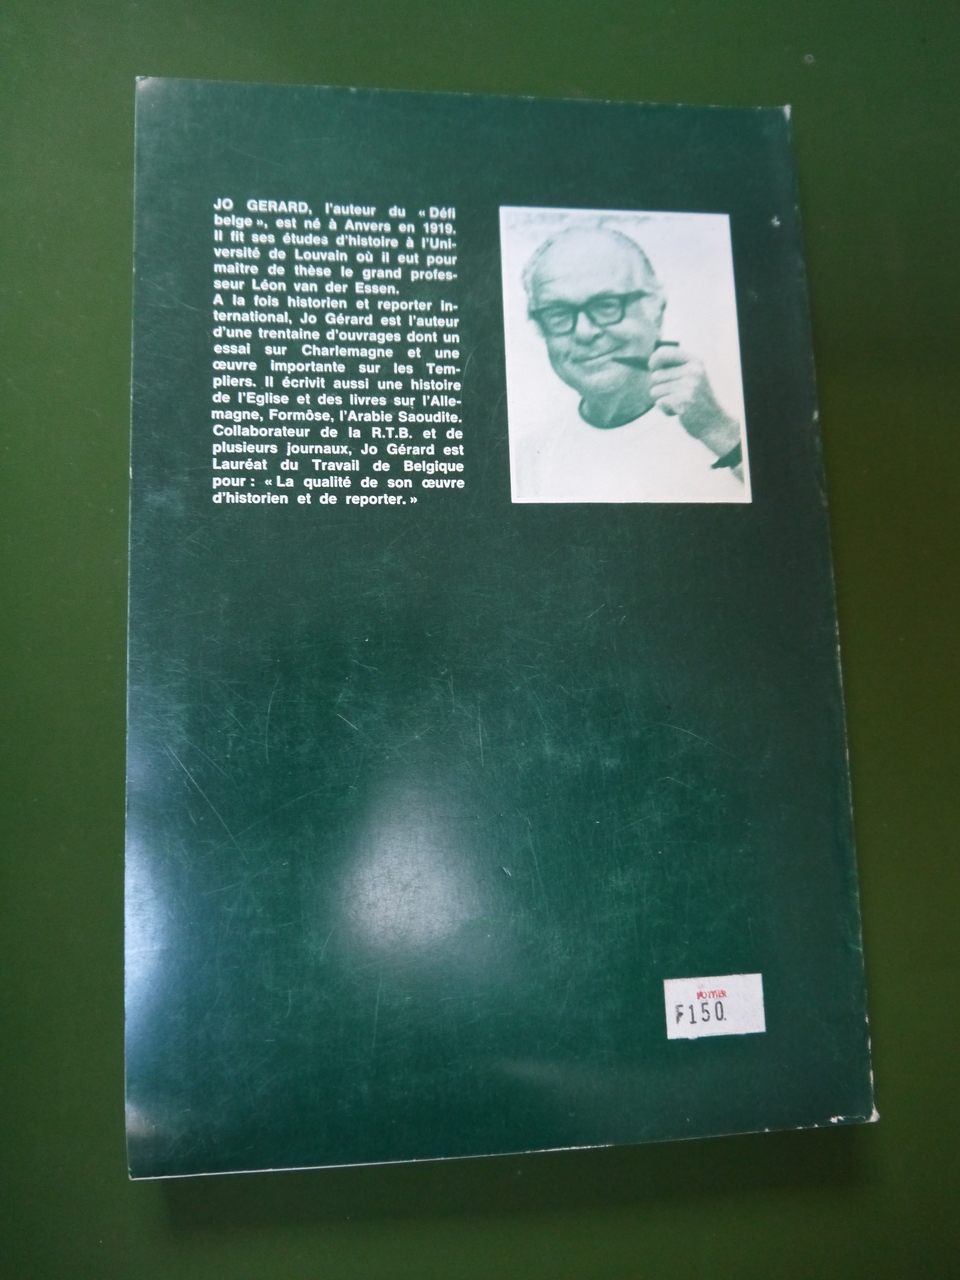 JO GERARD, l'auteur du « Défi
belge », est né à Anvers en 1919.
Il fit ses études d'histoire à l'Uni-
versité de Louvain où il eut pour
maître de thèse le grand profes-
seur Léon van der Essen.
A la fois historien et reporter in-
ternational, Jo Gérard est l'auteur
d'une trentaine d'ouvrages dont un
essai sur Charlemagne et une
œuvre importante sur les Tem-
pliers. Il écrivit aussi une histoire
de l'Eglise et des livres sur l'Alle-
magne, Formôse, l'Arabie Saoudite.
Collaborateur de la R.T.B. et de
plusieurs journaux, Jo Gérard est
Lauréat du Travail de Belgique
pour : « La qualité de son œuvre
d'historien et de reporter. »
F150.